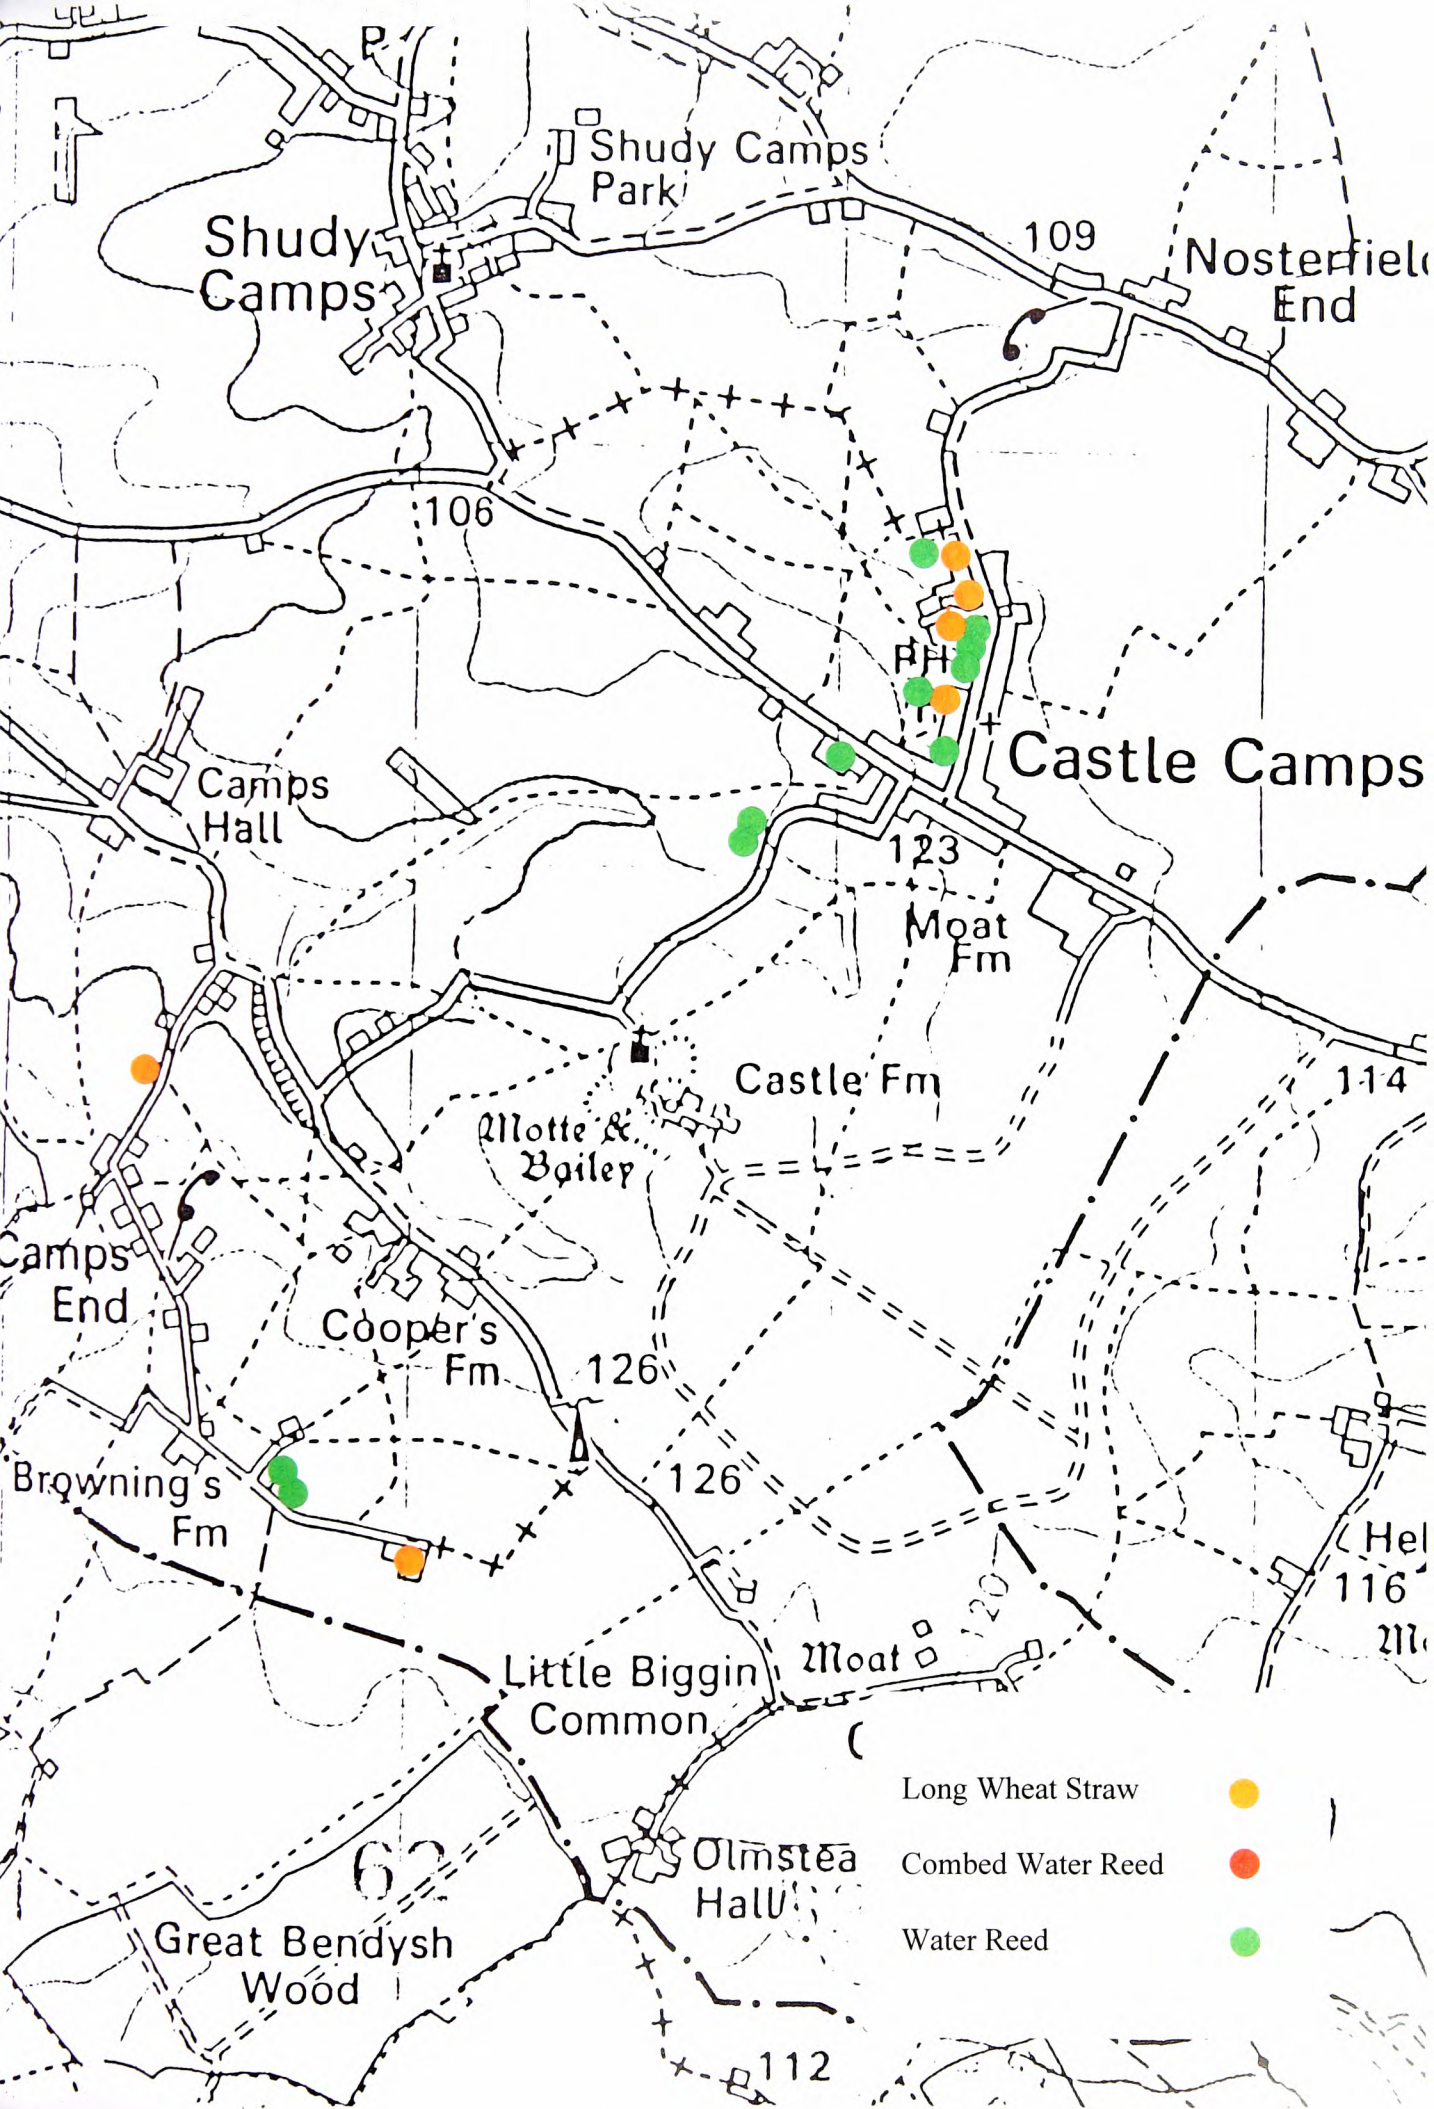 P
Shudy Camps
Park
Shudy
Camps
109
Nosterfield
End
106
PH
Castle Camps
Camps
Hall
123
Moat
Fm
Castle Fm
114
Motte &
Bailey
Camps
End
Cooper's
Fm
126
126
Browning's
Fm
Hel
116
120
Moat
Little Biggin
Common
Long Wheat Straw
Combed Water Reed
Water Reed
62
Olmstea
Hall
Great Bendysh
Wood
112